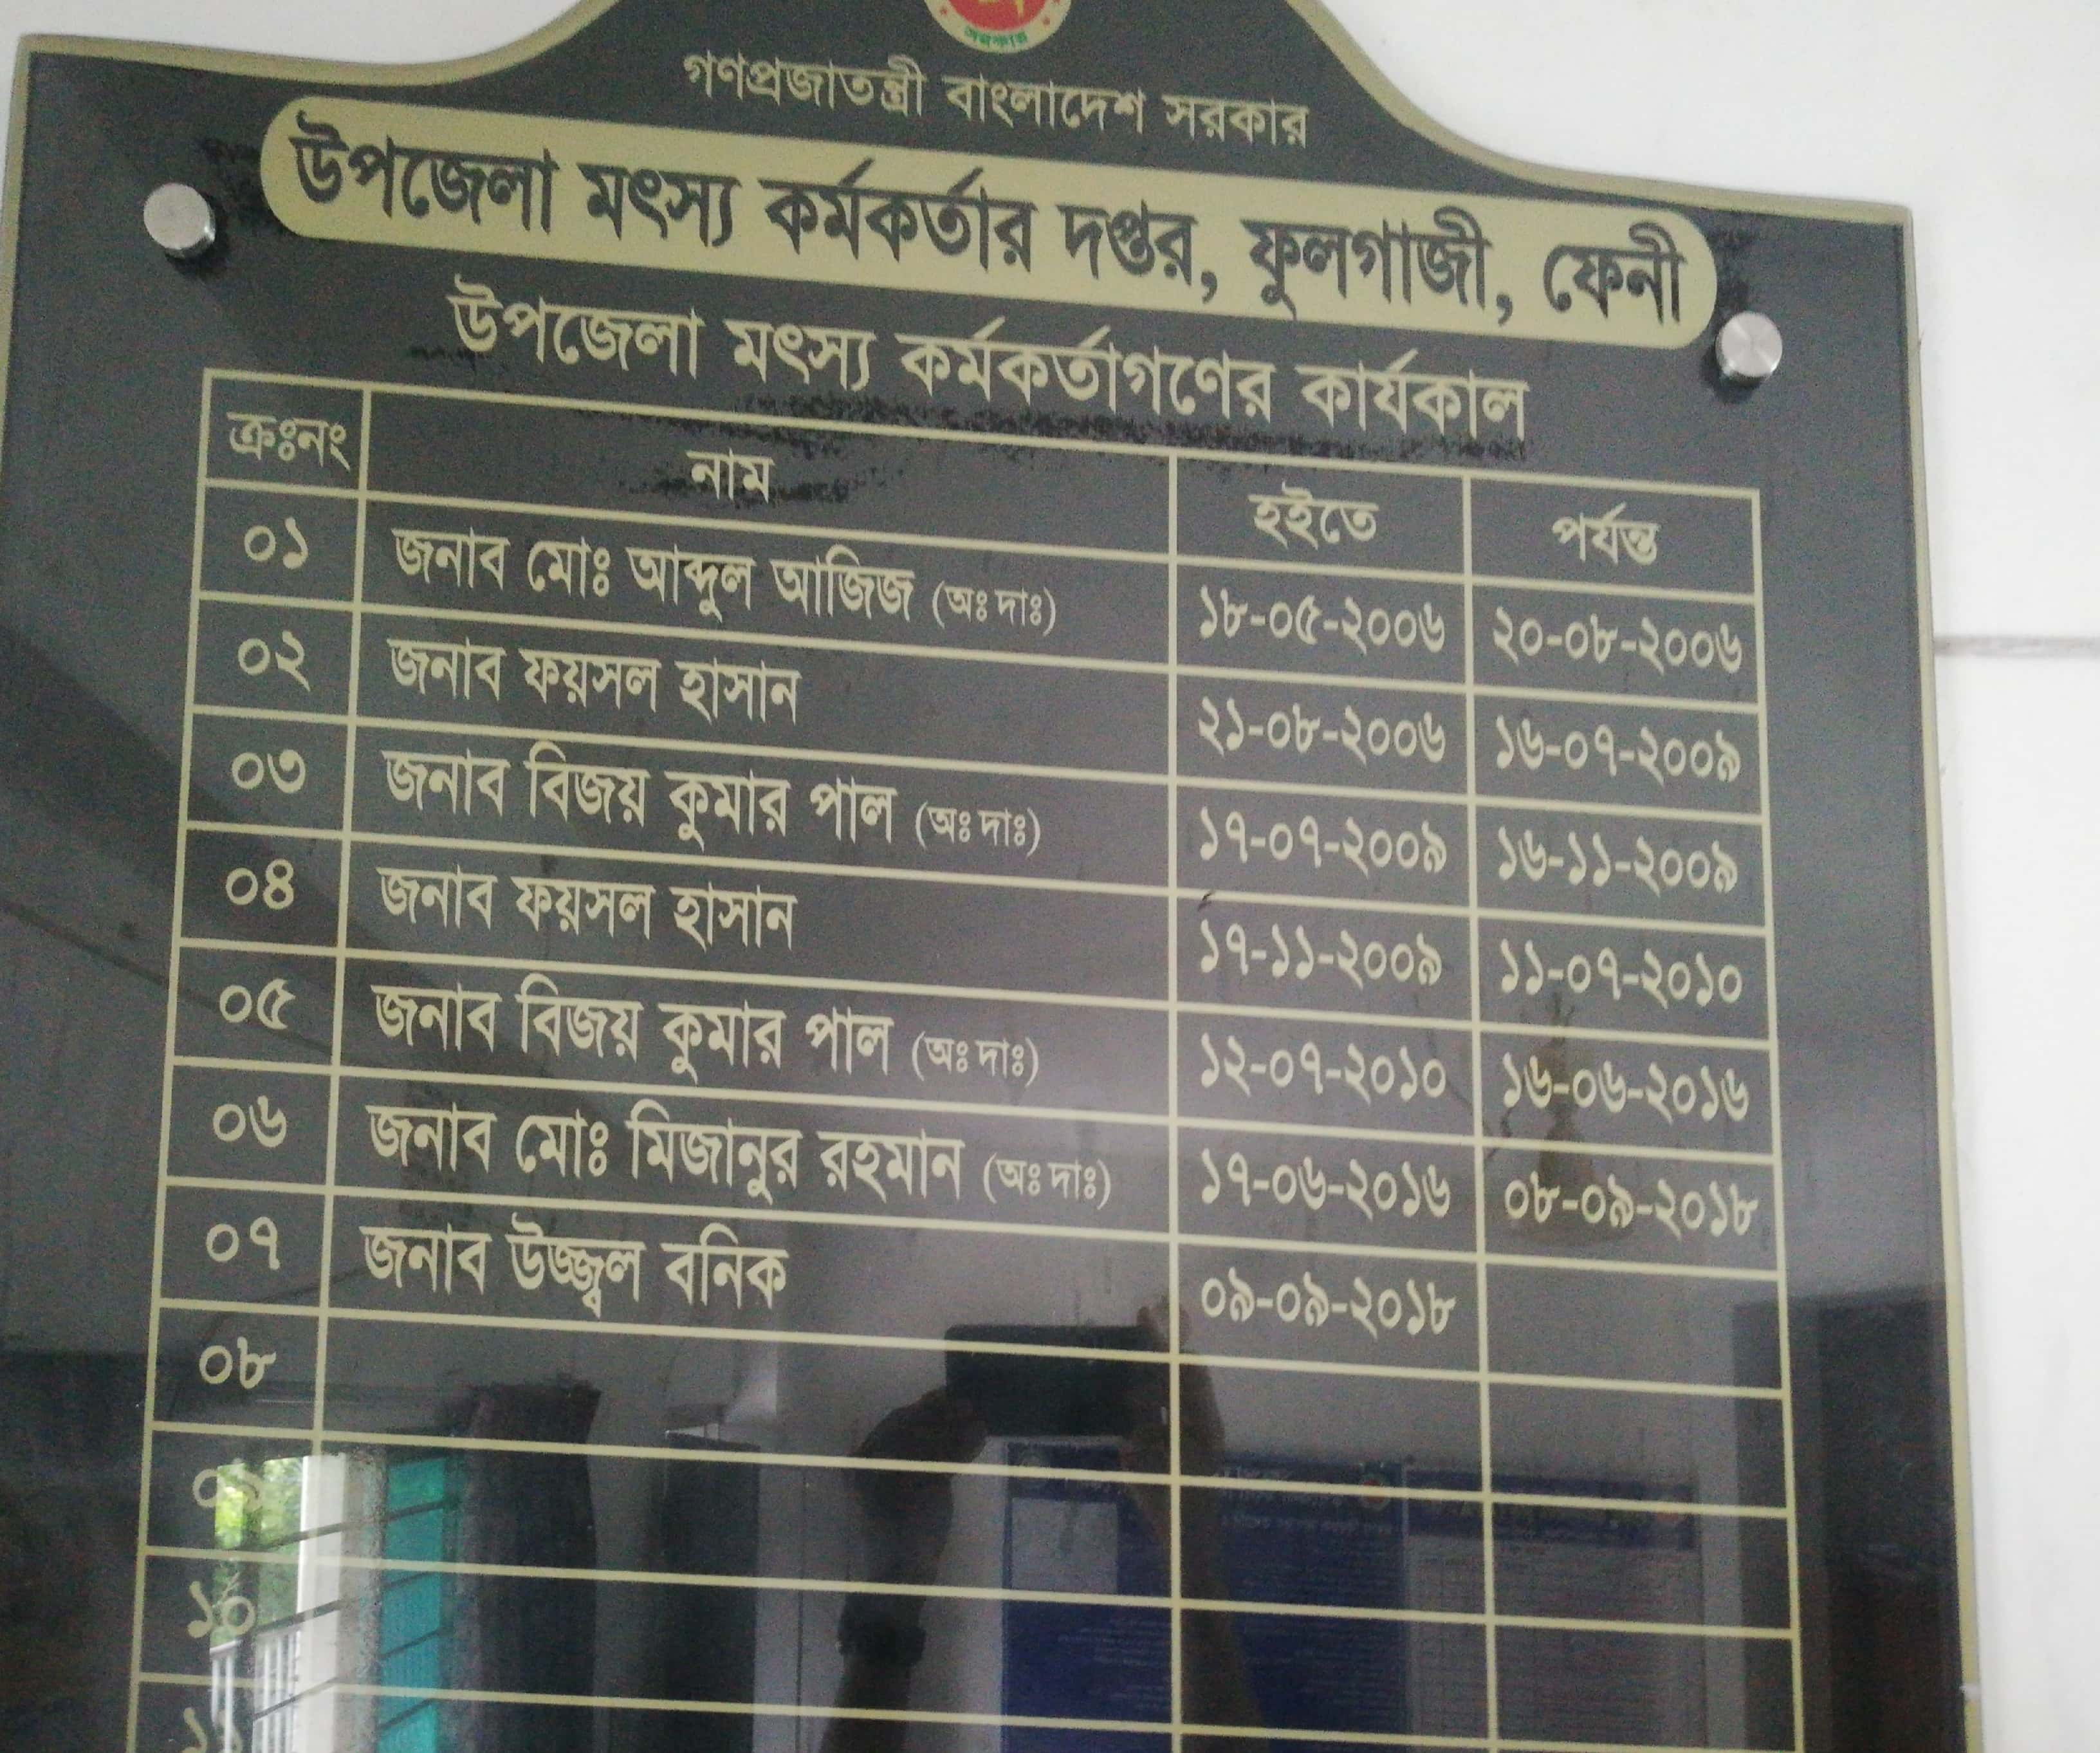 সরকার
গণপ্রজাতন্ত্রী বাংলাদেশ সরকার
উপজেলা মৎস্য কর্মকর্তার দপ্তর, ফুলগাজী, ফেনী
উপজেলা মৎস্য কর্মকর্তাগণের কার্যকাল
ক্রঃনং নাম হইতে পর্যন্ত
০১ জনাব মোঃ আব্দুল আজিজ (অঃ দাঃ) ১৮-০৫-২০০৬ ২০-০৮-২০০৬
০২ জনাব ফয়সল হাসান ২১-০৮-২০০৬ ১৬-০৭-২০০৯
০৩ জনাব বিজয় কুমার পাল (অঃ দাঃ) ১৭-০৭-২০০৯ ১৬-১১-২০০৯
০৪ জনাব ফয়সল হাসান ১৭-১১-২০০৯ ১১-০৭-২০১০
০৫ জনাব বিজয় কুমার পাল (অঃ দাঃ) ১২-০৭-২০১০ ১৬-০৬-২০১৬
০৬ জনাব মোঃ মিজানুর রহমান (অঃ দাঃ) ১৭-০৬-২০১৬ ০৮-০৯-২০১৮
০৭ জনাব উজ্জ্বল বনিক ০৯-০৯-২০১৮
০৮
০৯
১০
১১